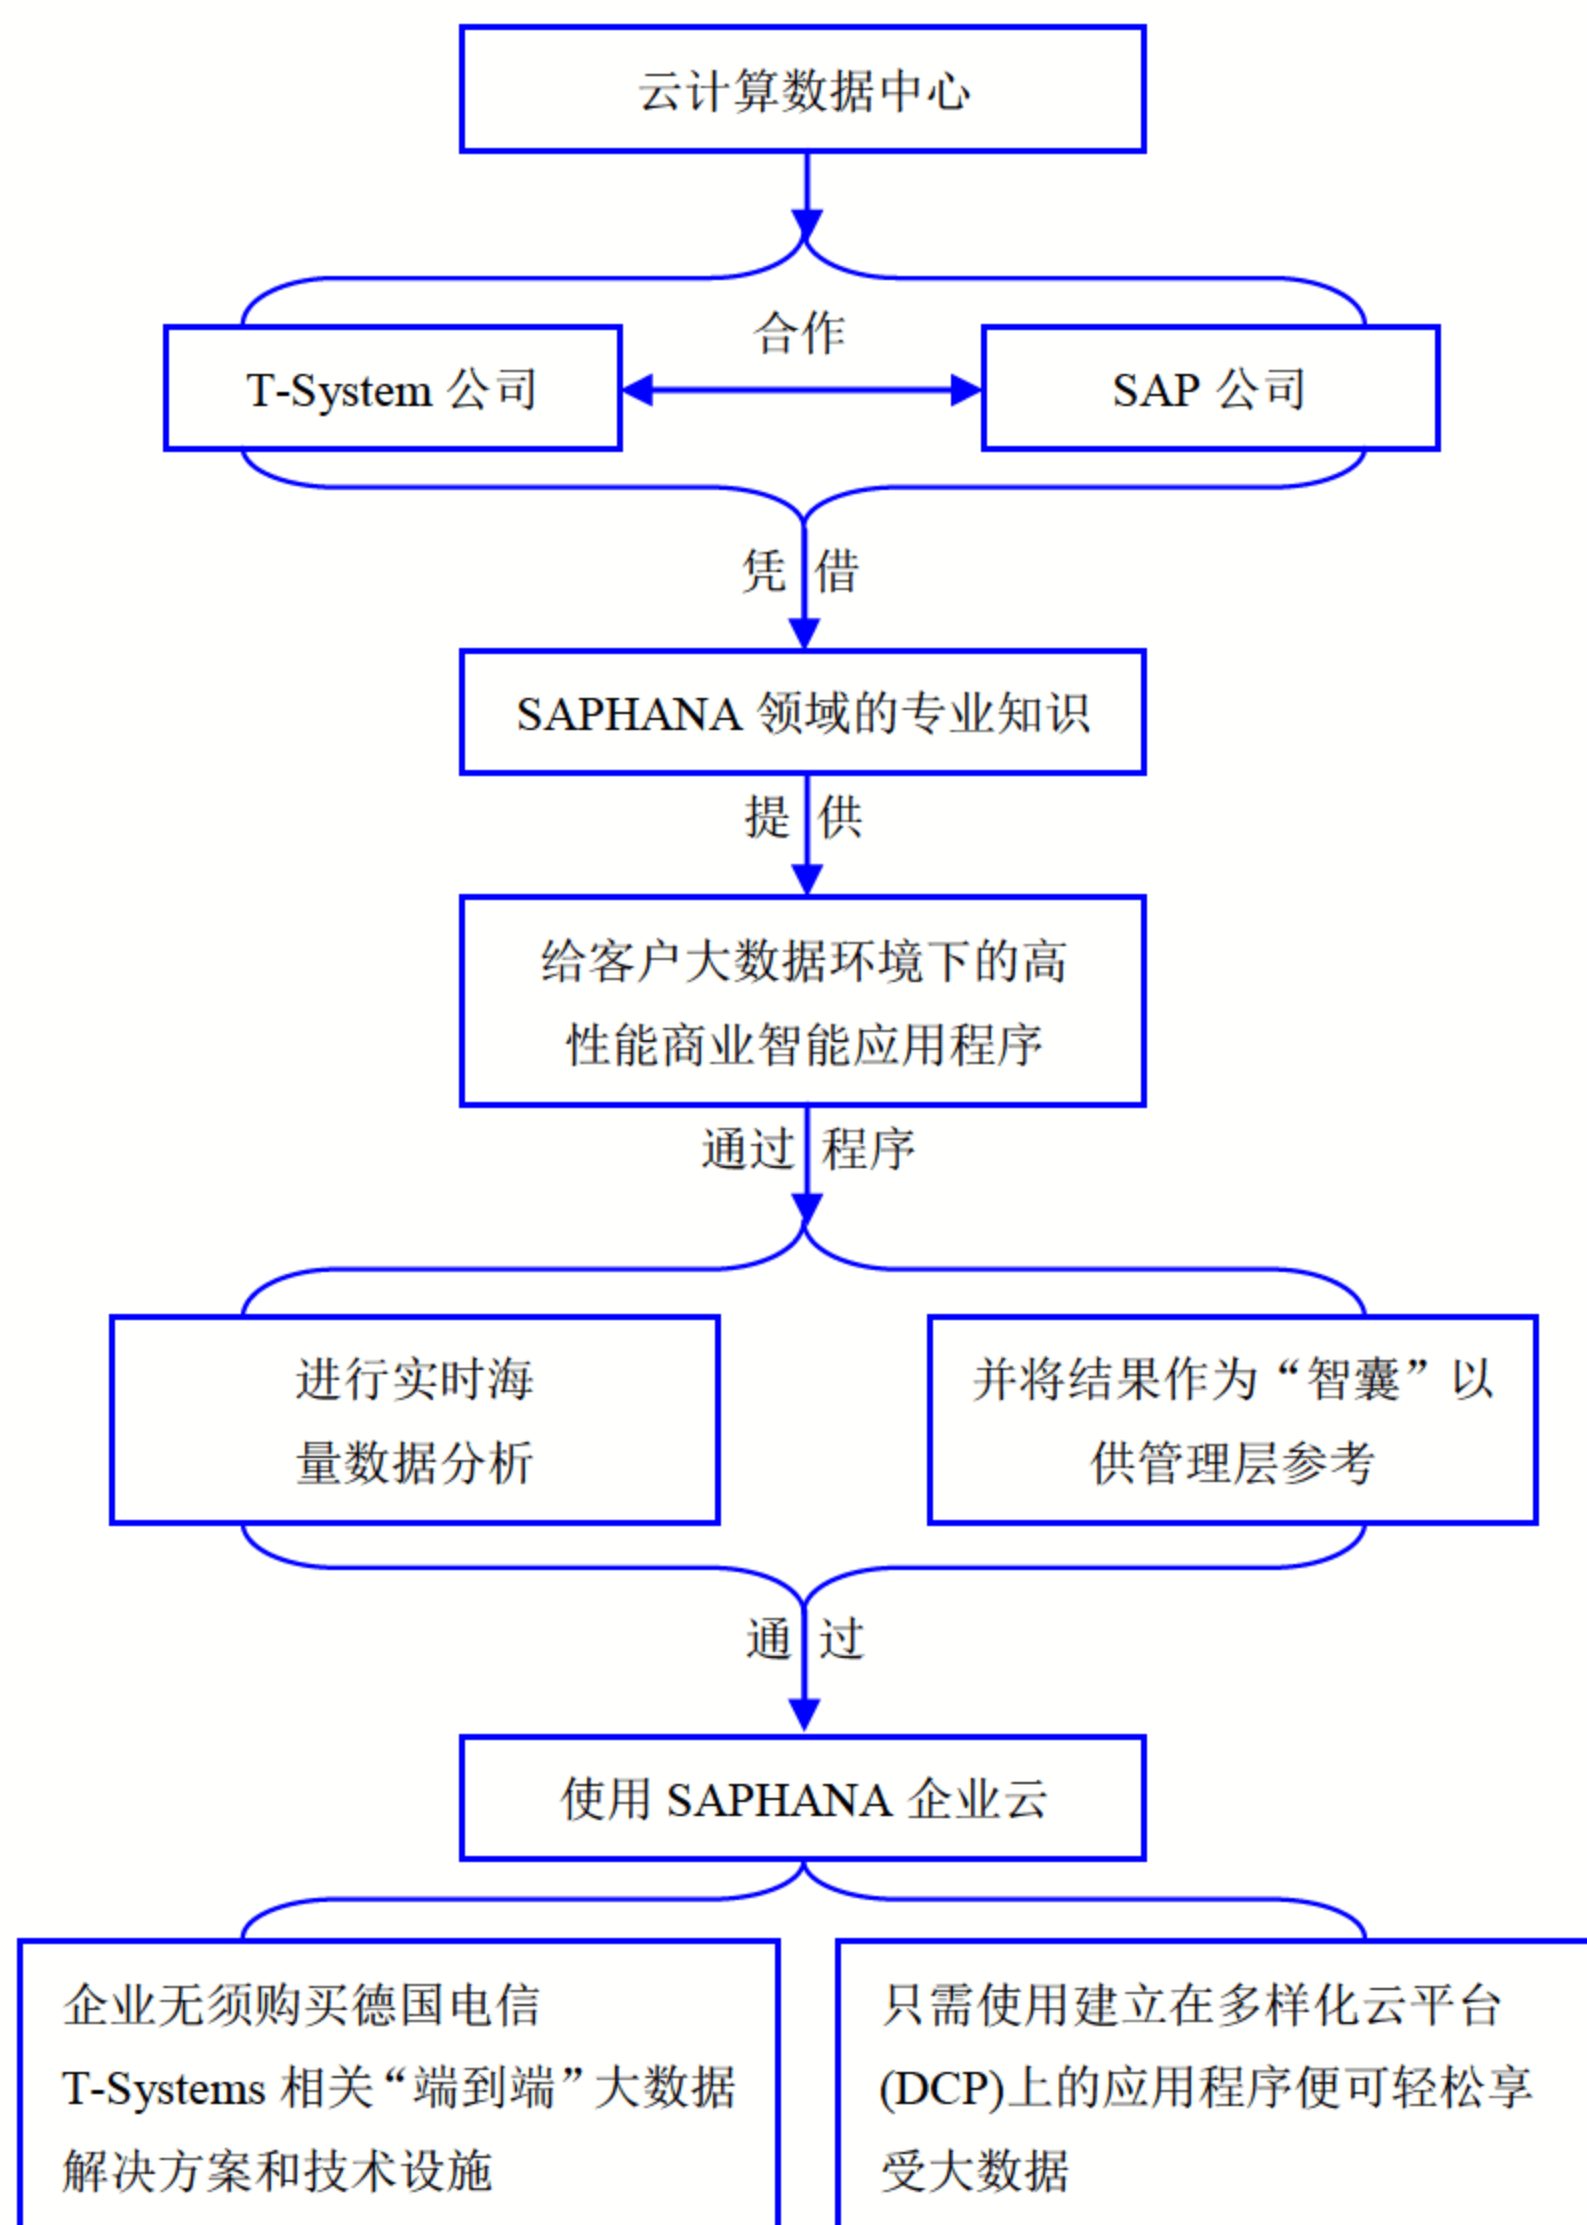 云计算数据中心
合作
T-System 公司
SAP 公司
凭 借
SAPHANA 领域的专业知识
提 供
给客户大数据环境下的高
性能商业智能应用程序
通过 程序
进行实时海
量数据分析
并将结果作为“智囊”以
供管理层参考
通 过
使用 SAPHANA 企业云
企业无须购买德国电信
T-Systems 相关“端到端”大数据
解决方案和技术设施
只需使用建立在多样化云平台
(DCP)上的应用程序便可轻松享
受大数据